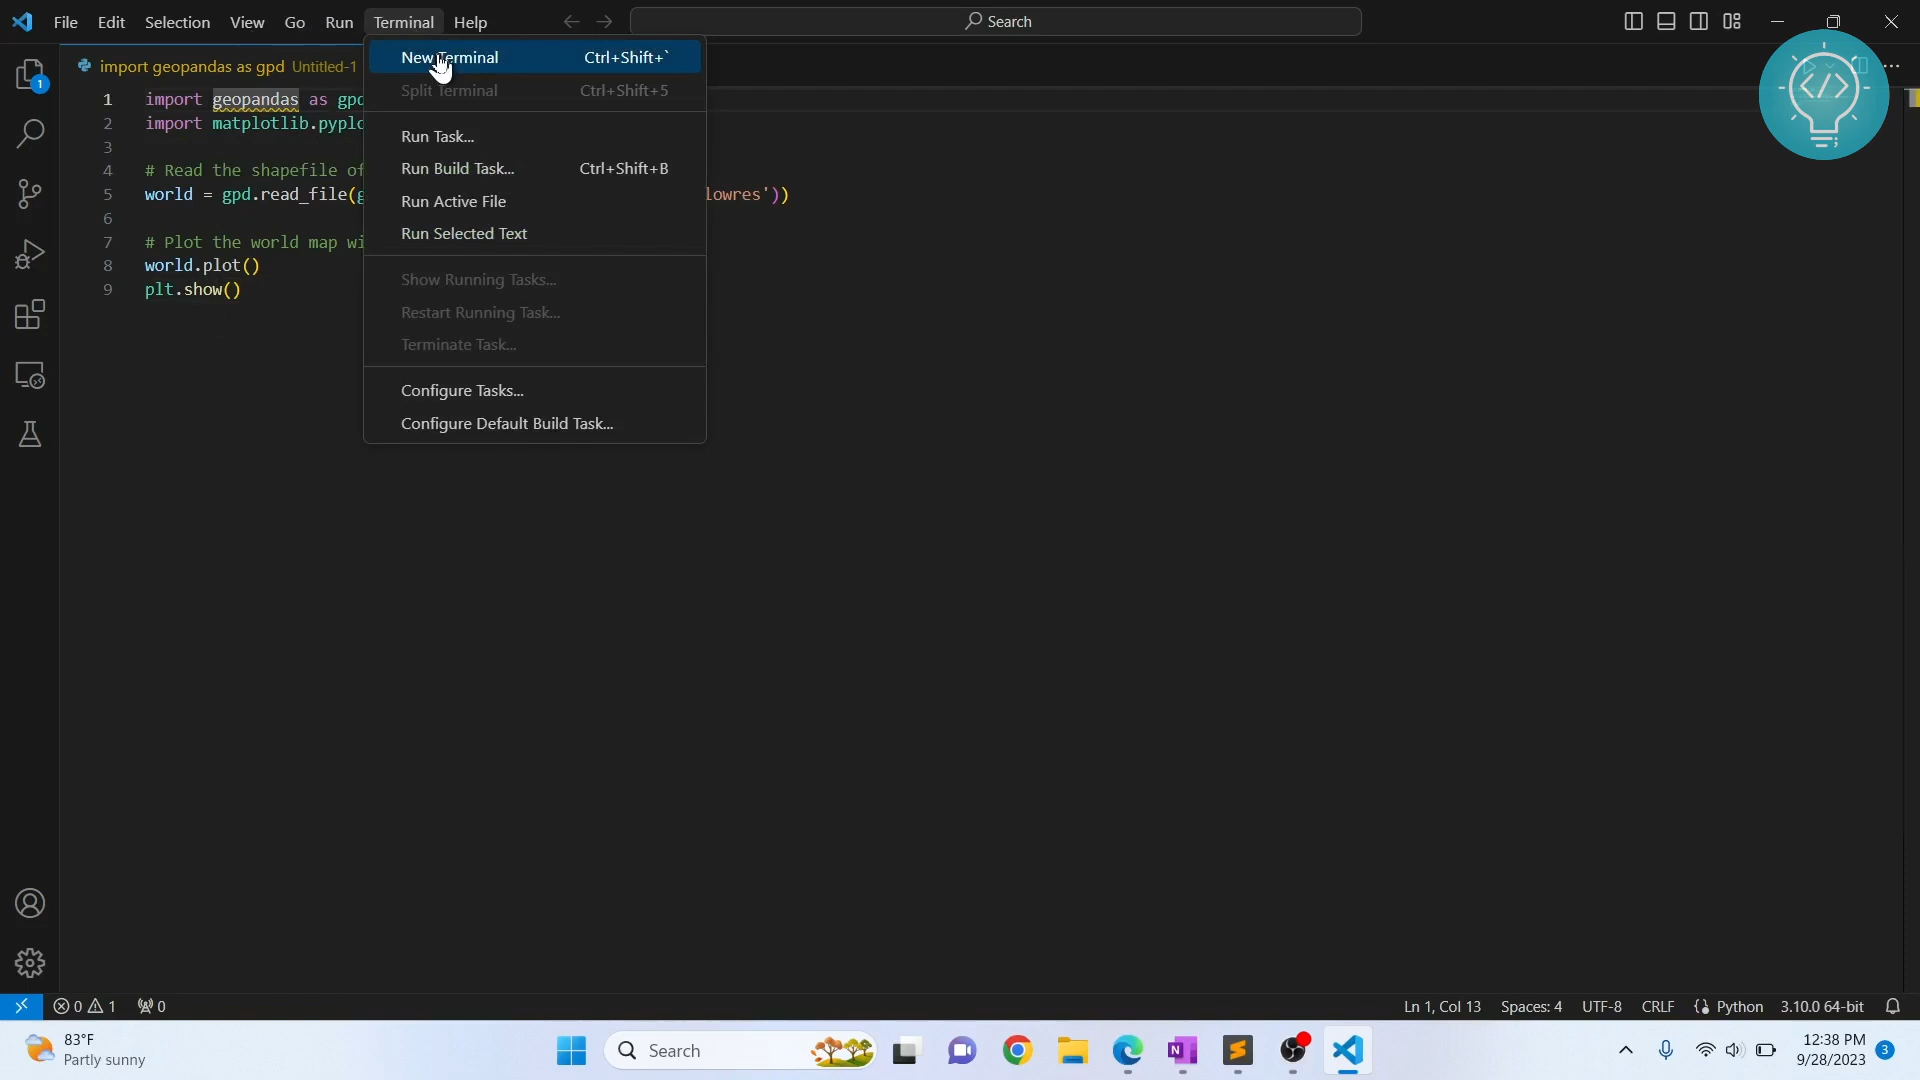 File Edit Selection View Go Run Terminal Help
Search
import geopandas as gpd Untitled-1
1 import geopandas as gpd
2 import matplotlib.pyplo
3
4 # Read the shapefile of
5 world = gpd.read_file(g lowres'))
6
7 # Plot the world map wi
8 world.plot()
9 plt.show()
New Terminal Ctrl+Shift+`
Split Terminal Ctrl+Shift+5
Run Task...
Run Build Task... Ctrl+Shift+B
Run Active File
Run Selected Text
Show Running Tasks...
Restart Running Task...
Terminate Task...
Configure Tasks...
Configure Default Build Task...
1
</>
0 1 0
Ln 1, Col 13 Spaces: 4 UTF-8 CRLF Python 3.10.0 64-bit
83°F
Partly sunny
Search
N
S
12:38 PM
9/28/2023
3